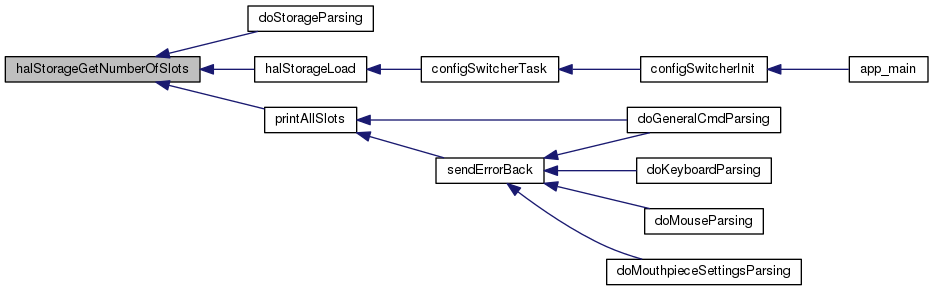 doStorageParsing
halStorageGetNumberOfSlots
halStorageLoad
configSwitcherTask
configSwitcherInit
app_main
printAllSlots
doGeneralCmdParsing
sendErrorBack
doKeyboardParsing
doMouseParsing
doMouthpieceSettingsParsing